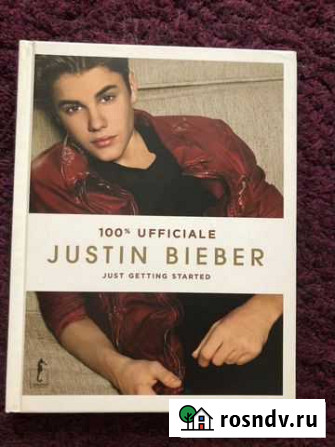 100% UFFICIALE
JUSTIN BIEBER
JUST GETTING STARTED
rosndv.ru